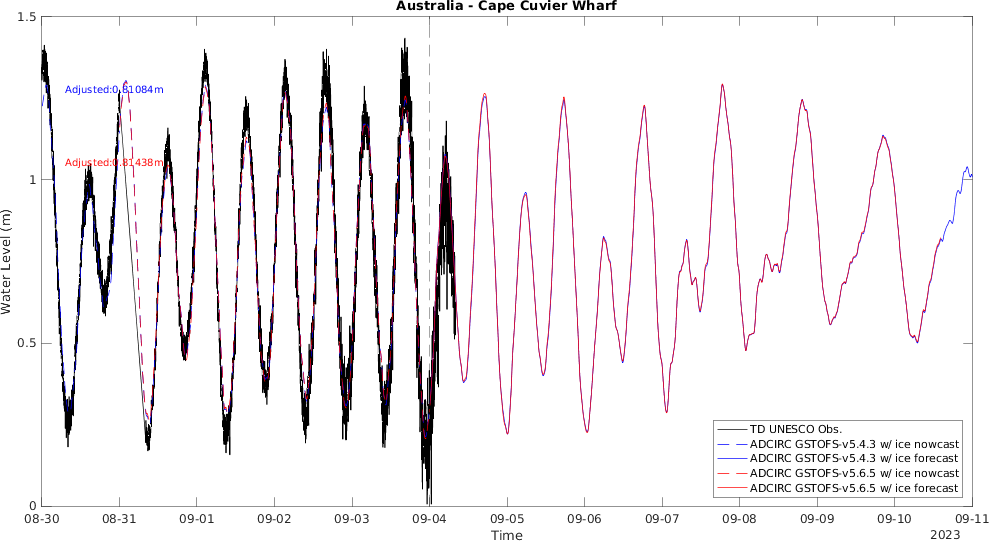 Australia - Cape Cuvier Wharf
1.5
Adjusted:0.81084m
Adjusted:0.81438m
1
Water Level (m)
0.5
TD UNESCO Obs.
ADCIRC GSTOFS-v5.4.3 w/ ice nowcast
ADCIRC GSTOFS-v5.4.3 w/ ice forecast
ADCIRC GSTOFS-v5.6.5 w/ ice nowcast
ADCIRC GSTOFS-v5.6.5 w/ ice forecast
0
08-30 08-31 09-01 09-02 09-03 09-04 09-05 09-06 09-07 09-08 09-09 09-10 09-11
Time
2023